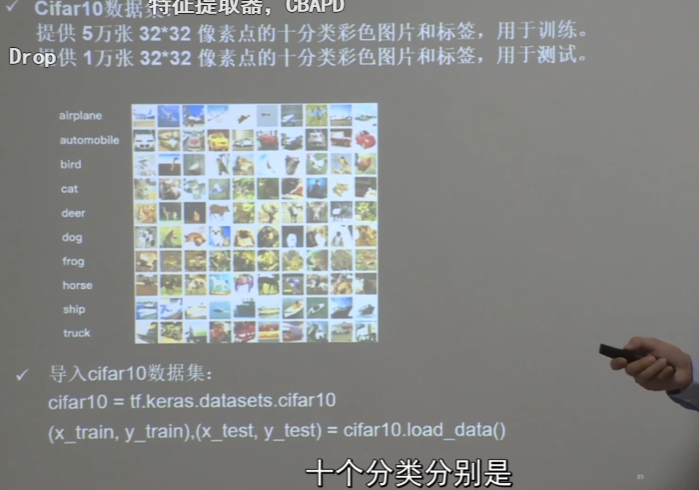 ✓ Cifar10数据集:
特征提取器，CBAPD
提供 5万张 32*32 像素点的十分类彩色图片和标签，用于训练。
Drop
提供 1万张 32*32 像素点的十分类彩色图片和标签，用于测试。
airplane
automobile
bird
cat
deer
dog
frog
horse
ship
truck
✓ 导入cifar10数据集：
cifar10 = tf.keras.datasets.cifar10
(x_train, y_train),(x_test, y_test) = cifar10.load_data()
十个分类分别是